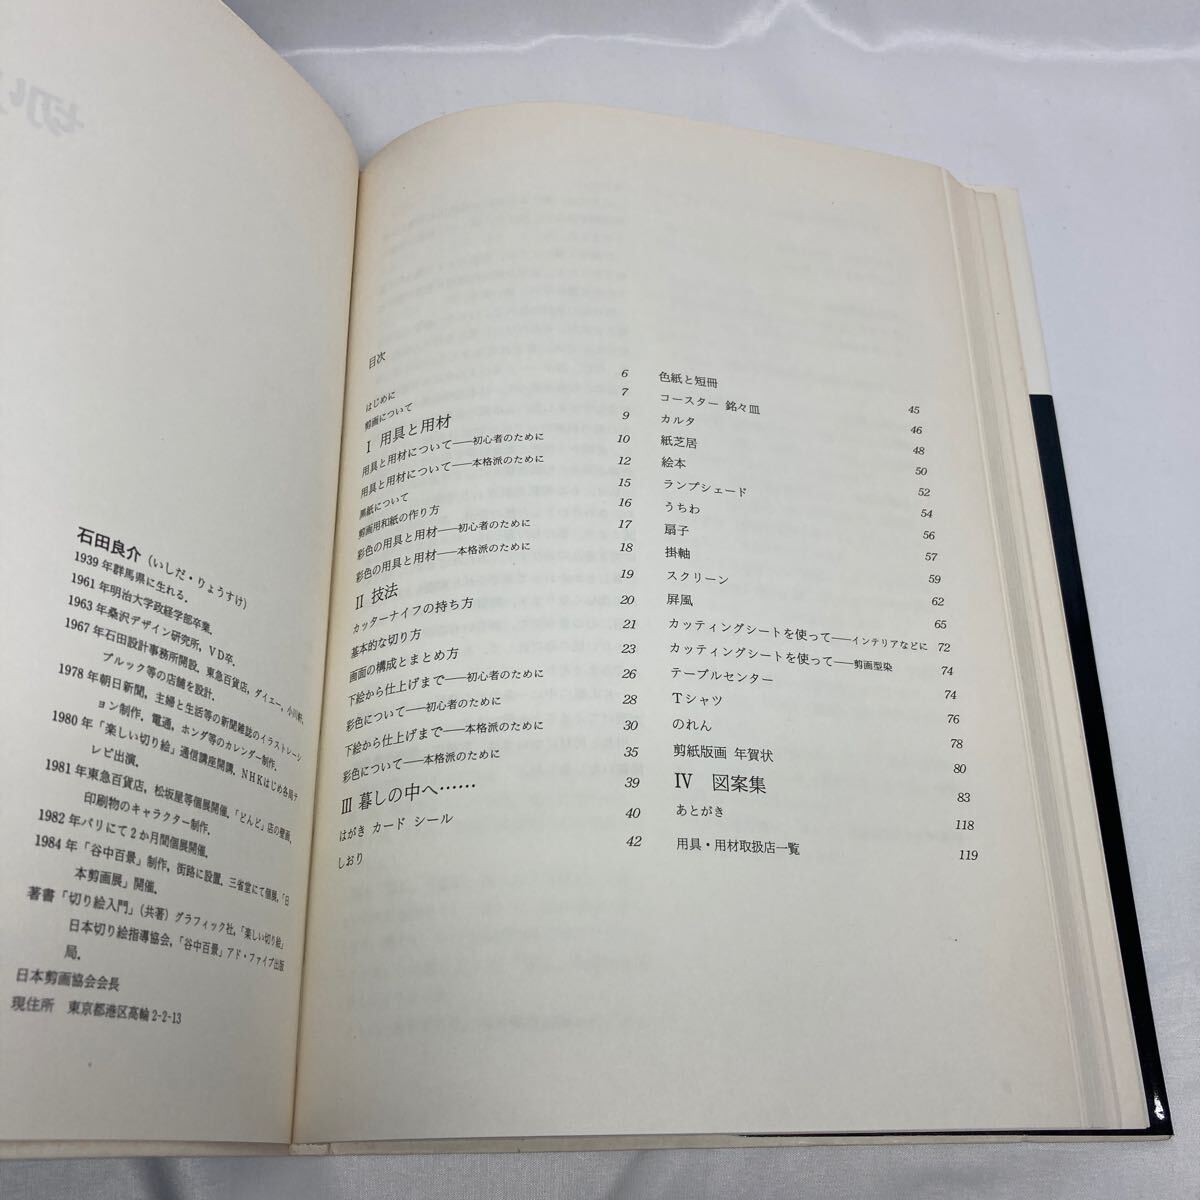 石田良介（いしだ・りょうすけ）
1939年群馬県に生れる．
1961年明治大学政経学部卒業．
1963年桑沢デザイン研究所，VD卒．
1967年石田設計事務所開設．東急百貨店，ダイエー，小川軒，
ブルック等の店舗を設計．
1978年朝日新聞，主婦と生活等の新聞雑誌のイラストレーシ
ョン制作，電通，ホンダ等のカレンダー制作．
1980年「楽しい切り絵」通信講座開講．NHKはじめ各局テ
レビ出演．
1981年東急百貨店，松坂屋等個展開催．「どんど」店の壁画，
印刷物のキャラクター制作．
1982年パリにて2か月間個展開催．
1984年「谷中百景」制作，街路に設置．三省堂にて個展．「日
本剪画展」開催．
著書「切り絵入門」（共著）グラフィック社，「楽しい切り絵」
日本切り絵指導協会，「谷中百景」アド・ファイブ出版
局．
日本剪画協会会長
現住所　東京都港区高輪2-2-13
目次
はじめに 6
剪画について 7
Ⅰ 用具と用材 9
用具と用材について——初心者のために 10
用具と用材について——本格派のために 12
黒紙について 15
剪画用和紙の作り方 16
彩色の用具と用材——初心者のために 17
彩色の用具と用材——本格派のために 18
Ⅱ 技法 19
カッターナイフの持ち方 20
基本的な切り方 21
画面の構成とまとめ方 23
下絵から仕上げまで——初心者のために 26
彩色について——初心者のために 28
下絵から仕上げまで——本格派のために 30
彩色について——本格派のために 35
Ⅲ 暮しの中へ…… 39
はがき カード シール 40
しおり 42
色紙と短冊 45
コースター 銘々皿 46
カルタ 48
紙芝居 50
絵本 52
ランプシェード 54
うちわ 56
扇子 57
掛軸 59
スクリーン 62
屏風 65
カッティングシートを使って——インテリアなどに 72
カッティングシートを使って——剪画型染 74
テーブルセンター 74
Tシャツ 76
のれん 78
剪紙版画 年賀状 80
Ⅳ 図案集 83
あとがき 118
用具・用材取扱店一覧 119